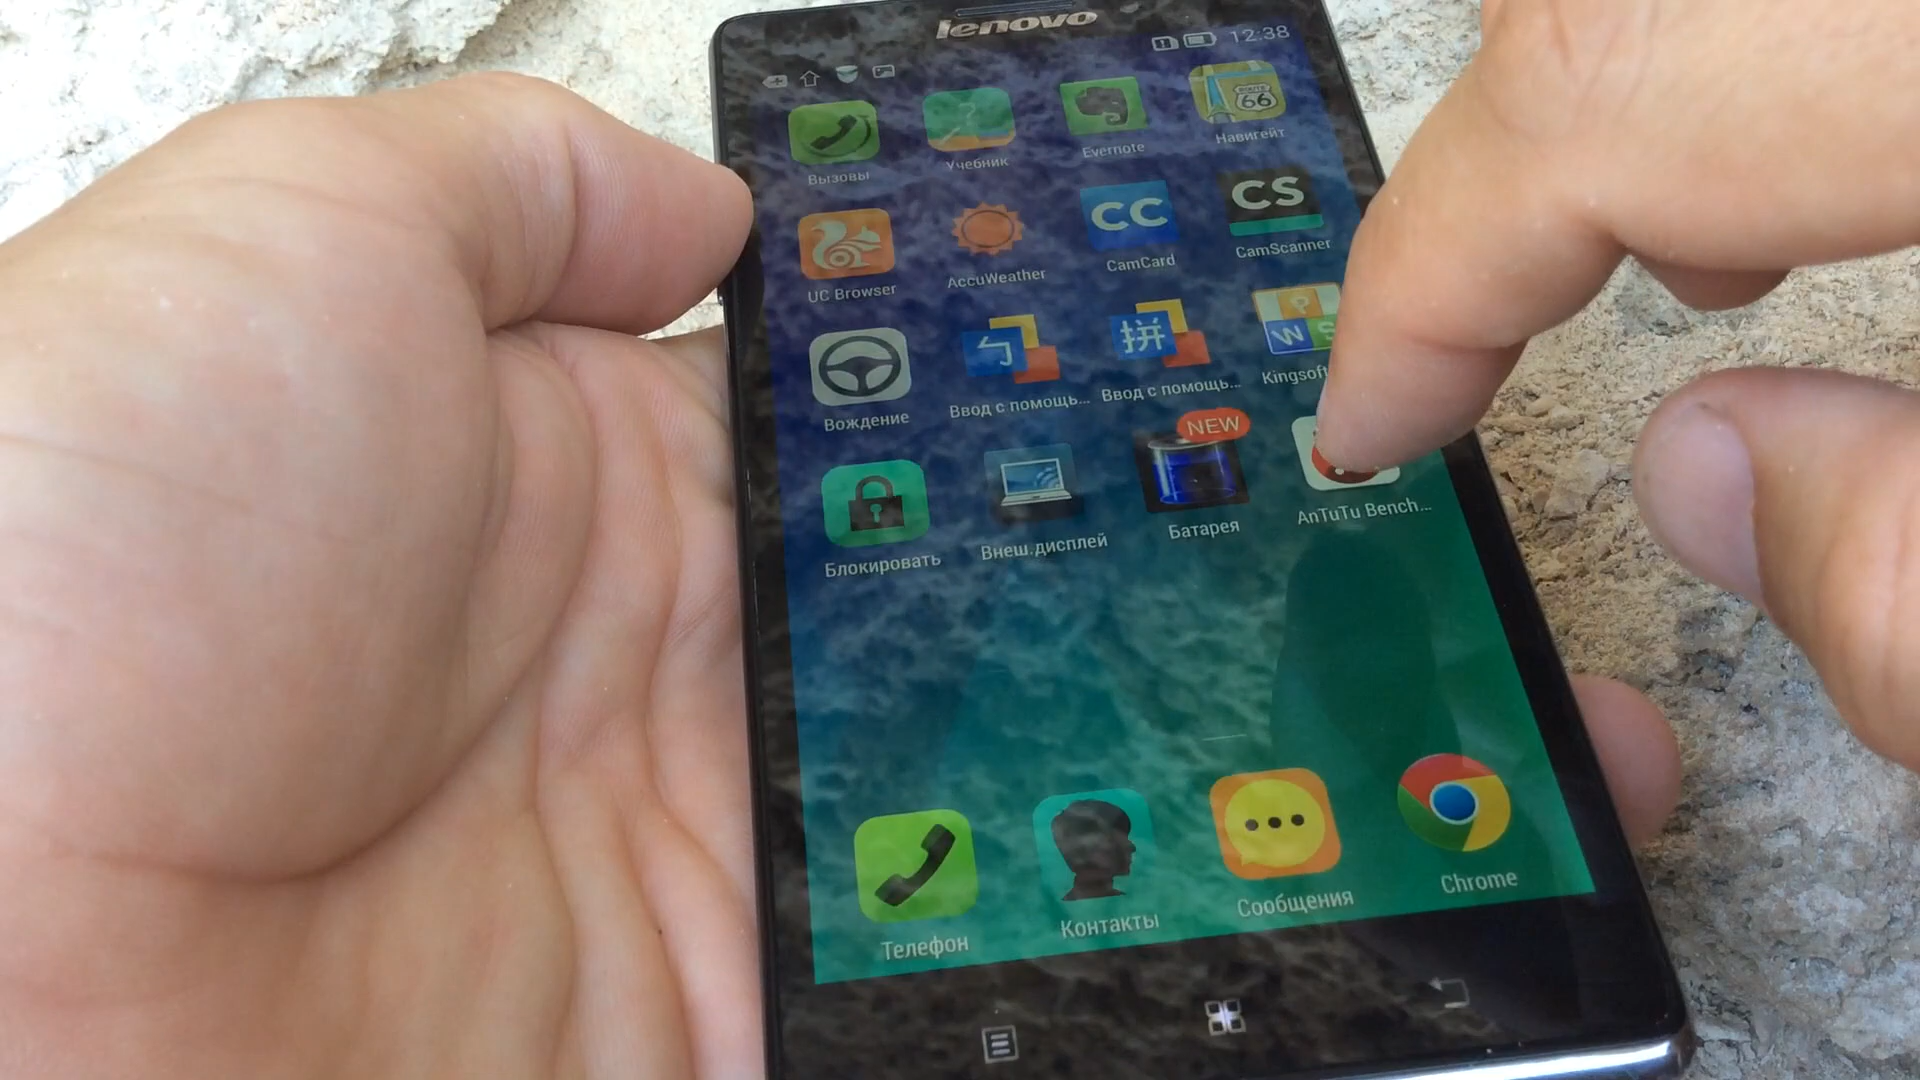 lenovo
12:38
Вызовы
Учебник
Evernote
ROUTE 66
Навигейт
UC Browser
AccuWeather
CC
CamCard
CS
CamScanner
Вождение
ㄅ
Ввод с помощь...
拼
Ввод с помощь...
W S
Kingsoft
NEW
Блокировать
Внеш.дисплей
Батарея
AnTuTu Bench...
Телефон
Контакты
Сообщения
Chrome